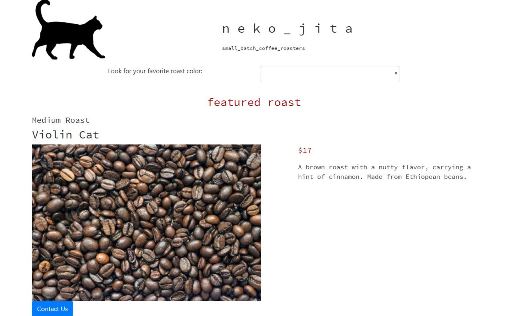 neko_jita
small_batch_coffee_roasters
Look for your favorite roast color:
featured roast
Medium Roast
Violin Cat
$17
A brown roast with a nutty flavor, carrying a
hint of cinnamon. Made from Ethiopean beans.
Contact Us